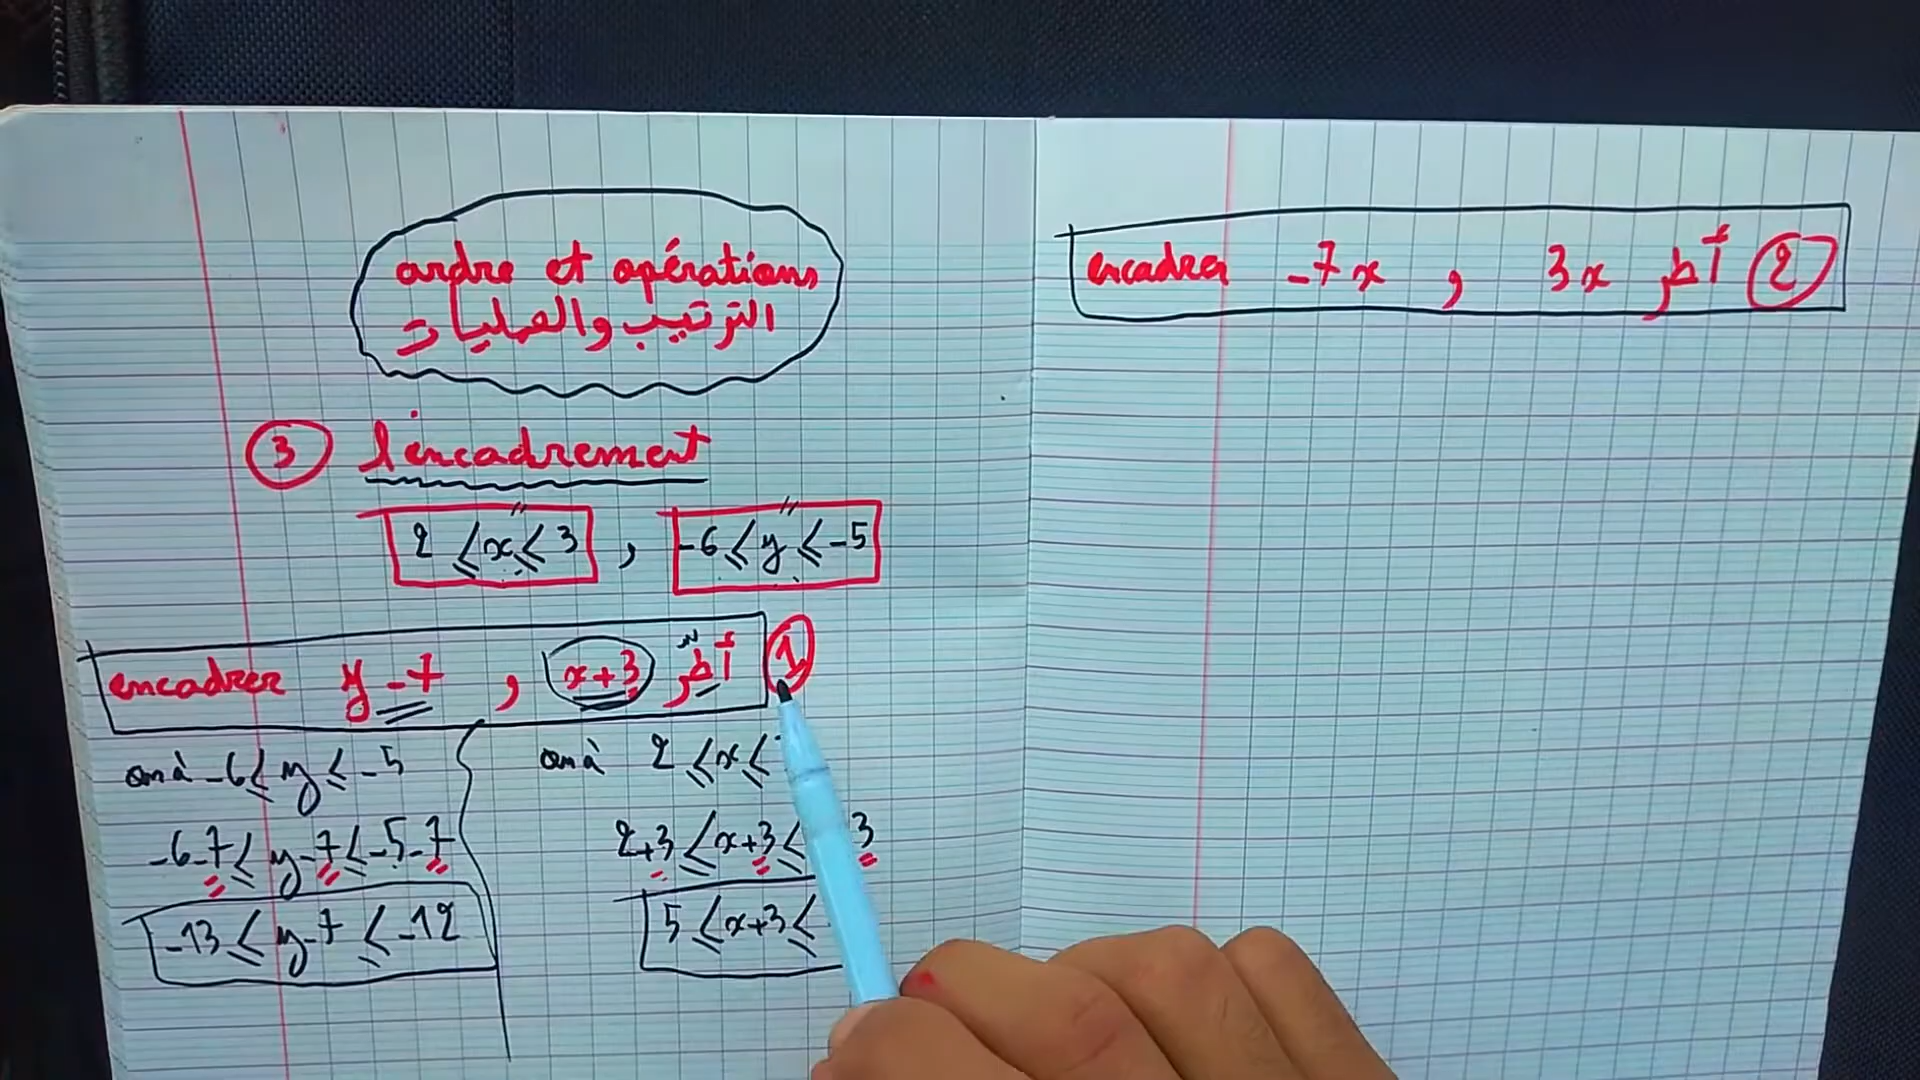 ordre et opérations
الترتيب والعمليات
3 l'encadrement
2 ⩽ x ⩽ 3 , -6 ⩽ y ⩽ -5
encadrer y - 7 , x + 3 أطر 1
on à -6 ⩽ y ⩽ -5
-6-7 ⩽ y-7 ⩽ -5-7
-13 ⩽ y-7 ⩽ -12
on à 2 ⩽ x ⩽
2+3 ⩽ x+3 ⩽ 3
5 ⩽ x+3 ⩽
encadrer -7x , 3x أطر 2